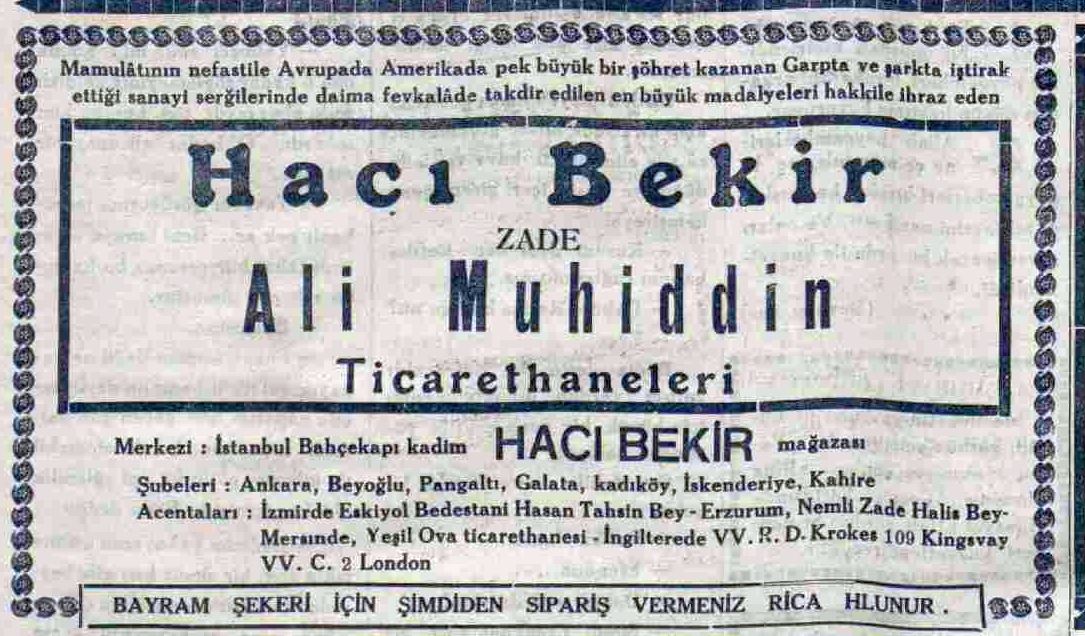 Mamulâtının nefastile Avrupada Amerikada pek büyük bir şöhret kazanan Garpta ve şarkta iştirak
ettiği sanayi serğilerinde daima fevkalâde takdir edilen en büyük madalyeleri hakkile ihraz eden
Hacı Bekir
ZADE
Ali Muhiddin
Ticarethaneleri
Merkezi : İstanbul Bahçekapı kadim HACI BEKİR mağazası
Şubeleri : Ankara, Beyoğlu, Pangaltı, Galata, kadıköy, İskenderiye, Kahire
Acentaları : İzmirde Eskiyol Bedestani Hasan Tahsin Bey - Erzurum, Nemli Zade Halis Bey-
Mersınde, Yeşil Ova ticarethanesi - İngilterede VV. R. D. Krokes 109 Kingsvay
VV. C. 2 London
BAYRAM ŞEKERİ İÇİN ŞİMDİDEN SİPARİŞ VERMENİZ RİCA HLUNUR .